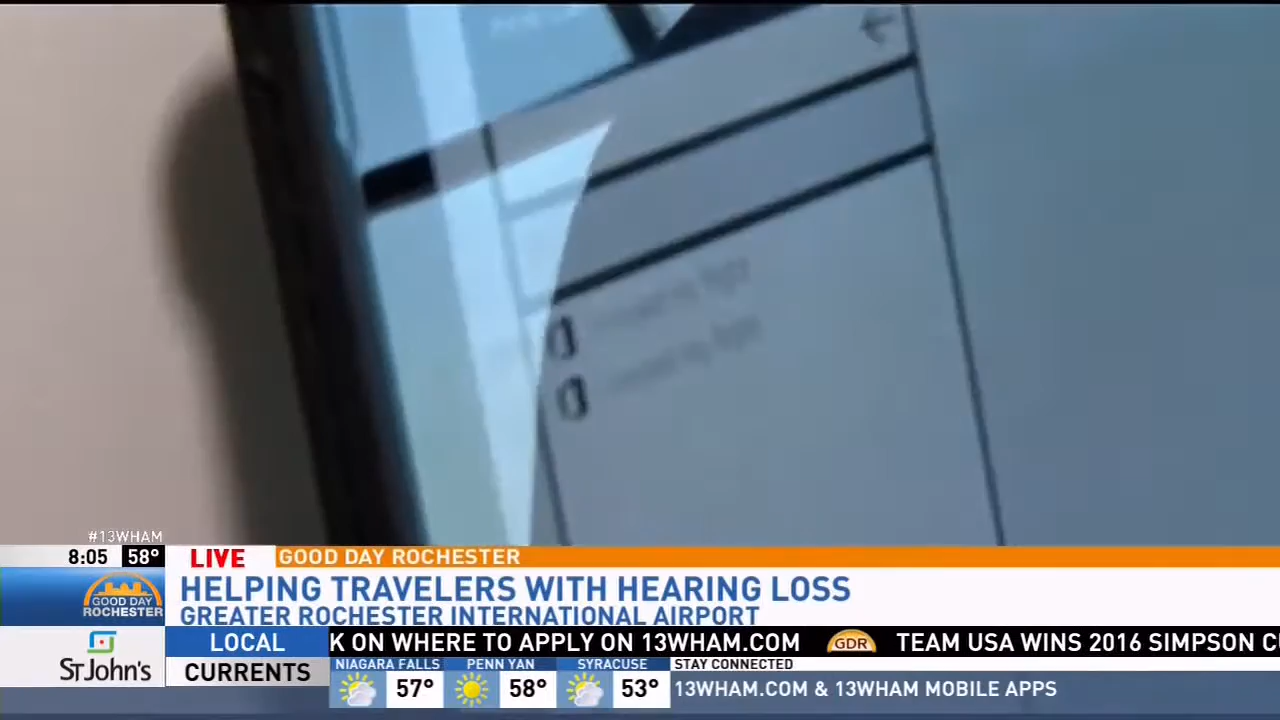 #13WHAM
8:05 58°
LIVE
GOOD DAY ROCHESTER
GOOD DAY
ROCHESTER
HELPING TRAVELERS WITH HEARING LOSS
GREATER ROCHESTER INTERNATIONAL AIRPORT
St.John's
LOCAL
K ON WHERE TO APPLY ON 13WHAM.COM GDR TEAM USA WINS 2016 SIMPSON C
CURRENTS
NIAGARA FALLS 57°
PENN YAN 58°
SYRACUSE 53°
STAY CONNECTED
13WHAM.COM & 13WHAM MOBILE APPS